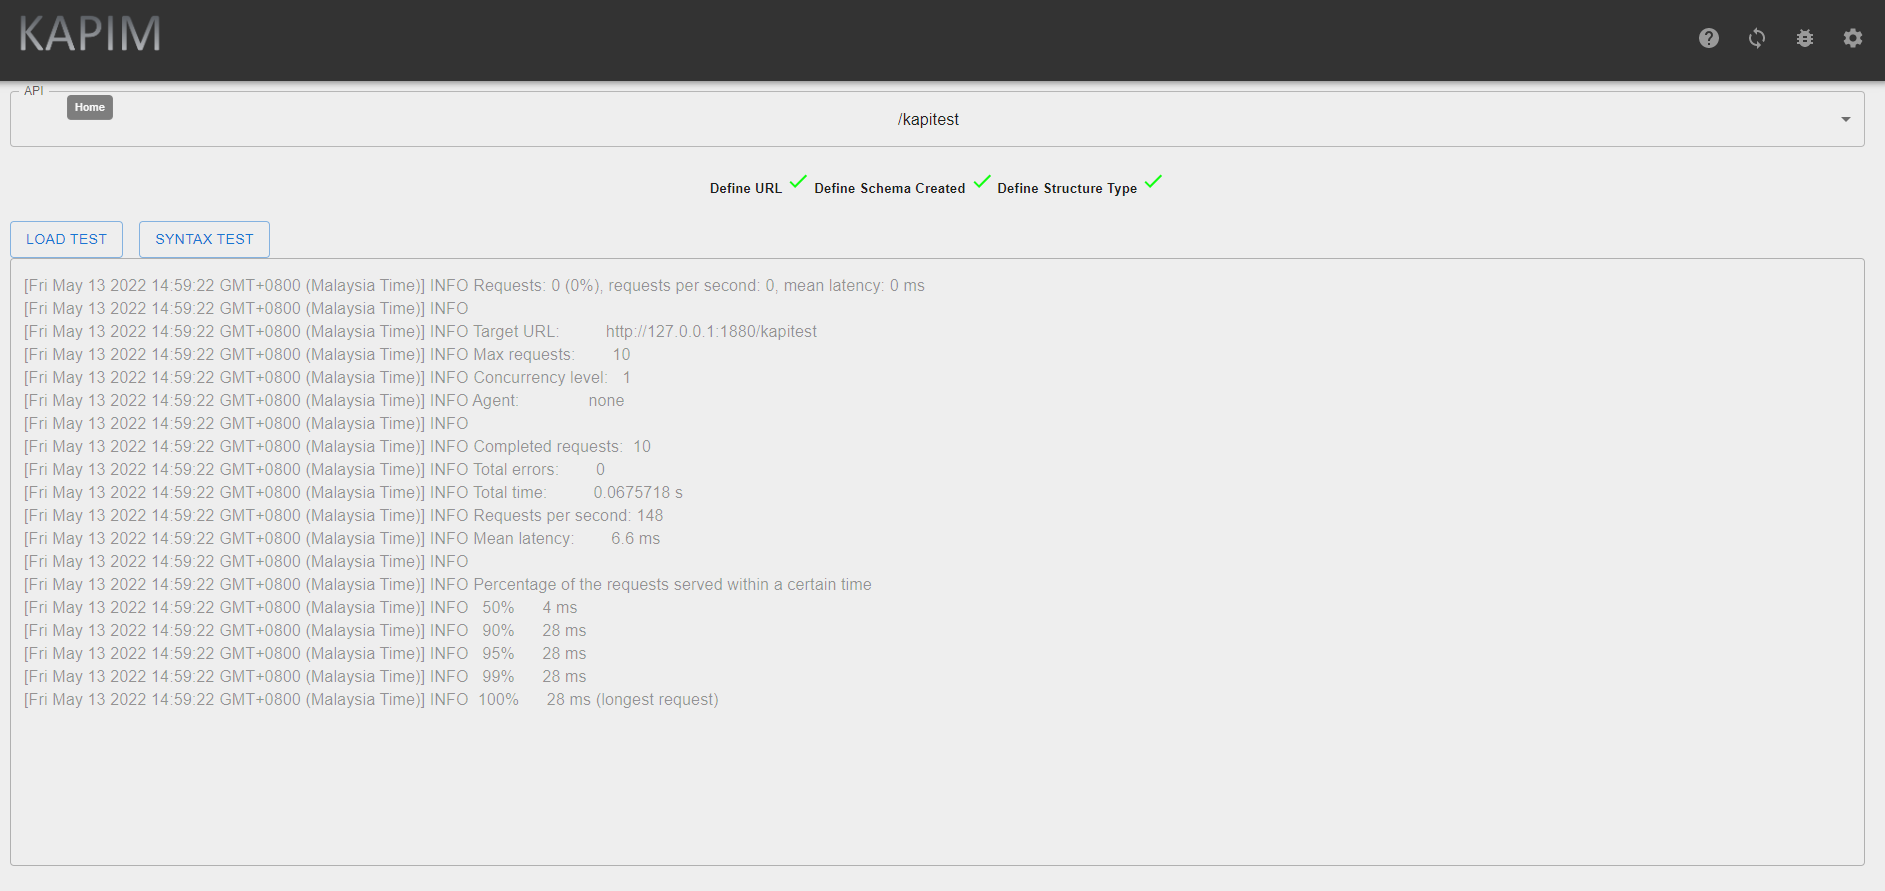 KAPIM
API
Home
/kapitest
Define URL Define Schema Created Define Structure Type
LOAD TEST SYNTAX TEST
[Fri May 13 2022 14:59:22 GMT+0800 (Malaysia Time)] INFO Requests: 0 (0%), requests per second: 0, mean latency: 0 ms
[Fri May 13 2022 14:59:22 GMT+0800 (Malaysia Time)] INFO
[Fri May 13 2022 14:59:22 GMT+0800 (Malaysia Time)] INFO Target URL: http://127.0.0.1:1880/kapitest
[Fri May 13 2022 14:59:22 GMT+0800 (Malaysia Time)] INFO Max requests: 10
[Fri May 13 2022 14:59:22 GMT+0800 (Malaysia Time)] INFO Concurrency level: 1
[Fri May 13 2022 14:59:22 GMT+0800 (Malaysia Time)] INFO Agent: none
[Fri May 13 2022 14:59:22 GMT+0800 (Malaysia Time)] INFO
[Fri May 13 2022 14:59:22 GMT+0800 (Malaysia Time)] INFO Completed requests: 10
[Fri May 13 2022 14:59:22 GMT+0800 (Malaysia Time)] INFO Total errors: 0
[Fri May 13 2022 14:59:22 GMT+0800 (Malaysia Time)] INFO Total time: 0.0675718 s
[Fri May 13 2022 14:59:22 GMT+0800 (Malaysia Time)] INFO Requests per second: 148
[Fri May 13 2022 14:59:22 GMT+0800 (Malaysia Time)] INFO Mean latency: 6.6 ms
[Fri May 13 2022 14:59:22 GMT+0800 (Malaysia Time)] INFO
[Fri May 13 2022 14:59:22 GMT+0800 (Malaysia Time)] INFO Percentage of the requests served within a certain time
[Fri May 13 2022 14:59:22 GMT+0800 (Malaysia Time)] INFO 50% 4 ms
[Fri May 13 2022 14:59:22 GMT+0800 (Malaysia Time)] INFO 90% 28 ms
[Fri May 13 2022 14:59:22 GMT+0800 (Malaysia Time)] INFO 95% 28 ms
[Fri May 13 2022 14:59:22 GMT+0800 (Malaysia Time)] INFO 99% 28 ms
[Fri May 13 2022 14:59:22 GMT+0800 (Malaysia Time)] INFO 100% 28 ms (longest request)